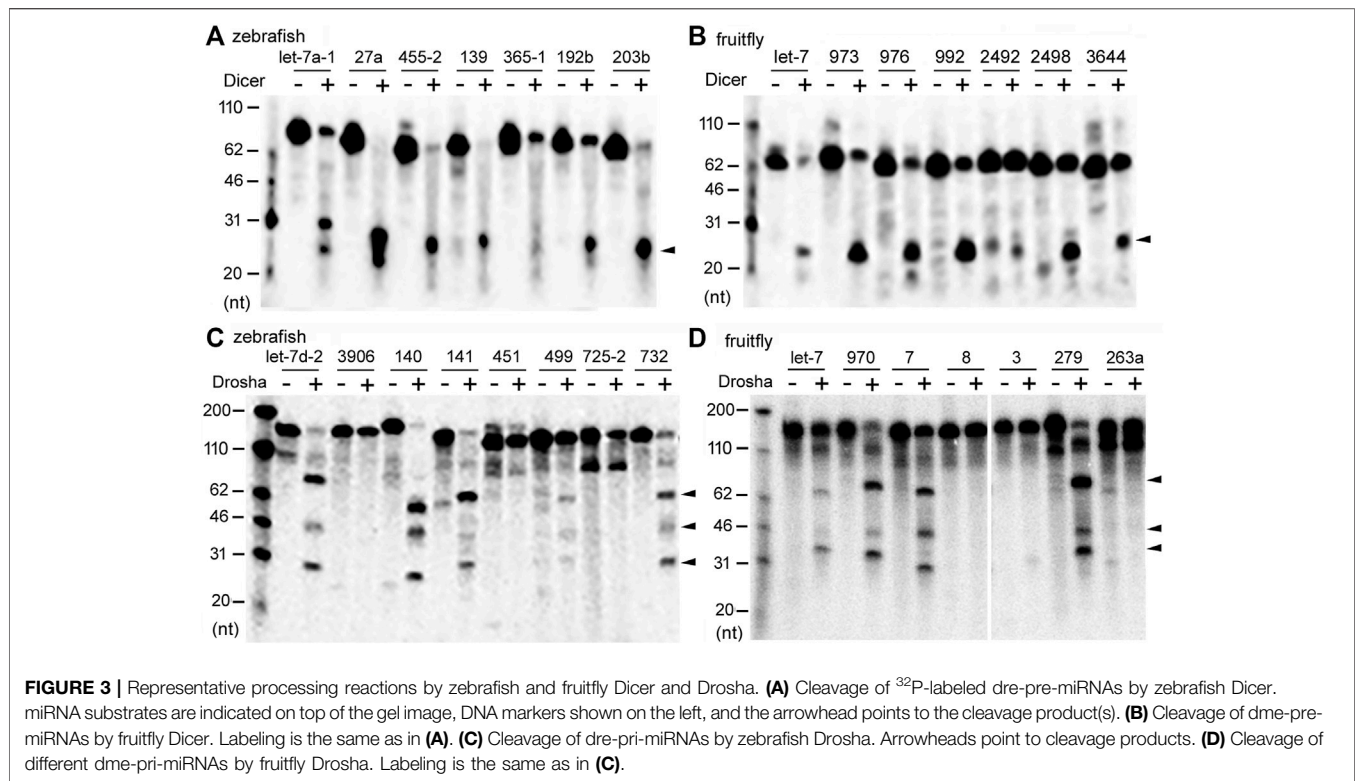 A zebrafish
let-7a-1 27a 455-2 139 365-1 192b 203b
Dicer - + - + - + - + - + - + - +
110
62
46
31
20
(nt)
B fruitfly
let-7 973 976 992 2492 2498 3644
Dicer - + - + - + - + - + - + - +
110
62
46
31
20
(nt)
C zebrafish
let-7d-2 3906 140 141 451 499 725-2 732
Drosha - + - + - + - + - + - + - + - +
200
110
62
46
31
20
(nt)
D fruitfly
let-7 970 7 8 3 279 263a
Drosha - + - + - + - + - + - + - +
200
110
62
46
31
20
(nt)
FIGURE 3 | Representative processing reactions by zebrafish and fruitfly Dicer and Drosha. (A) Cleavage of 32P-labeled dre-pre-miRNAs by zebrafish Dicer.
miRNA substrates are indicated on top of the gel image, DNA markers shown on the left, and the arrowhead points to the cleavage product(s). (B) Cleavage of dme-pre-
miRNAs by fruitfly Dicer. Labeling is the same as in (A). (C) Cleavage of dre-pri-miRNAs by zebrafish Drosha. Arrowheads point to cleavage products. (D) Cleavage of
different dme-pri-miRNAs by fruitfly Drosha. Labeling is the same as in (C).